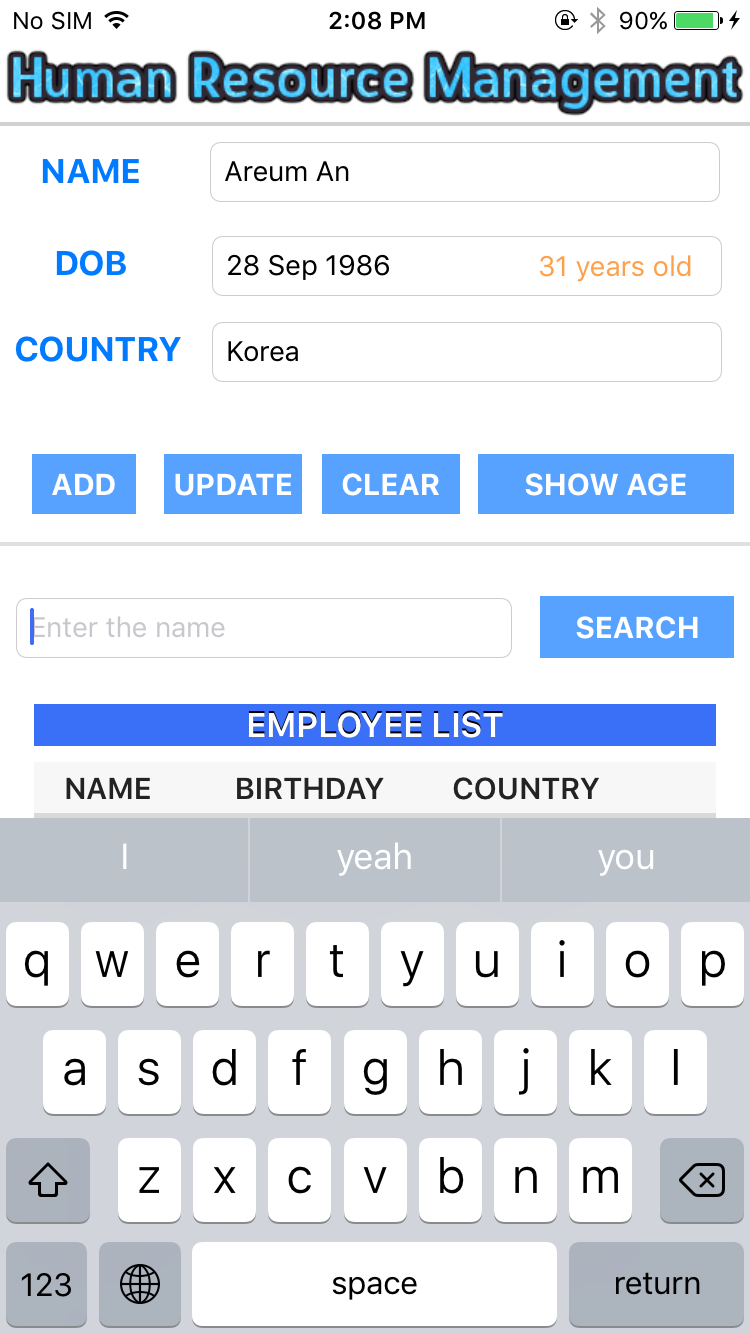 No SIM 2:08 PM 90%
Human Resource Management
NAME Areum An
DOB 28 Sep 1986 31 years old
COUNTRY Korea
ADD UPDATE CLEAR SHOW AGE
Enter the name SEARCH
EMPLOYEE LIST
NAME BIRTHDAY COUNTRY
I yeah you
q w e r t y u i o p
a s d f g h j k l
z x c v b n m
123 space return